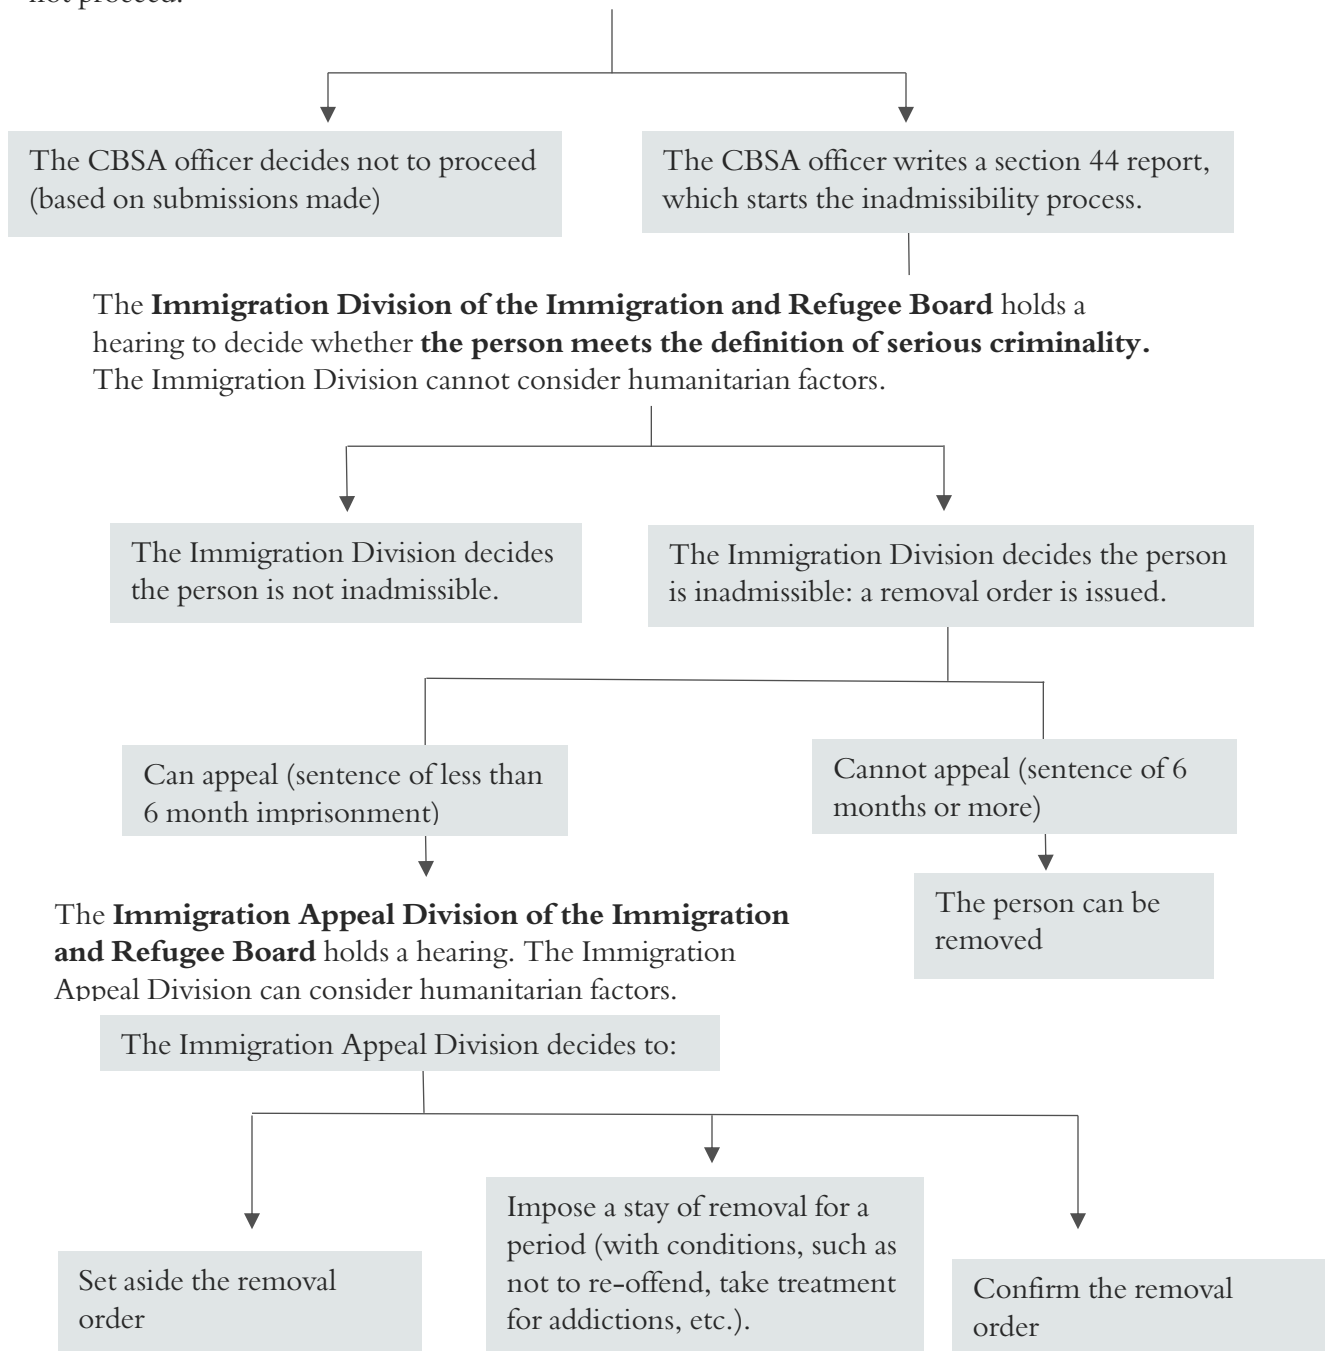 not proceed.
The CBSA officer decides not to proceed
(based on submissions made)
The CBSA officer writes a section 44 report,
which starts the inadmissibility process.
The Immigration Division of the Immigration and Refugee Board holds a
hearing to decide whether the person meets the definition of serious criminality.
The Immigration Division cannot consider humanitarian factors.
The Immigration Division decides
the person is not inadmissible.
The Immigration Division decides the person
is inadmissible: a removal order is issued.
Can appeal (sentence of less than
6 month imprisonment)
Cannot appeal (sentence of 6
months or more)
The person can be
removed
The Immigration Appeal Division of the Immigration
and Refugee Board holds a hearing. The Immigration
Appeal Division can consider humanitarian factors.
The Immigration Appeal Division decides to:
Set aside the removal
order
Impose a stay of removal for a
period (with conditions, such as
not to re-offend, take treatment
for addictions, etc.).
Confirm the removal
order